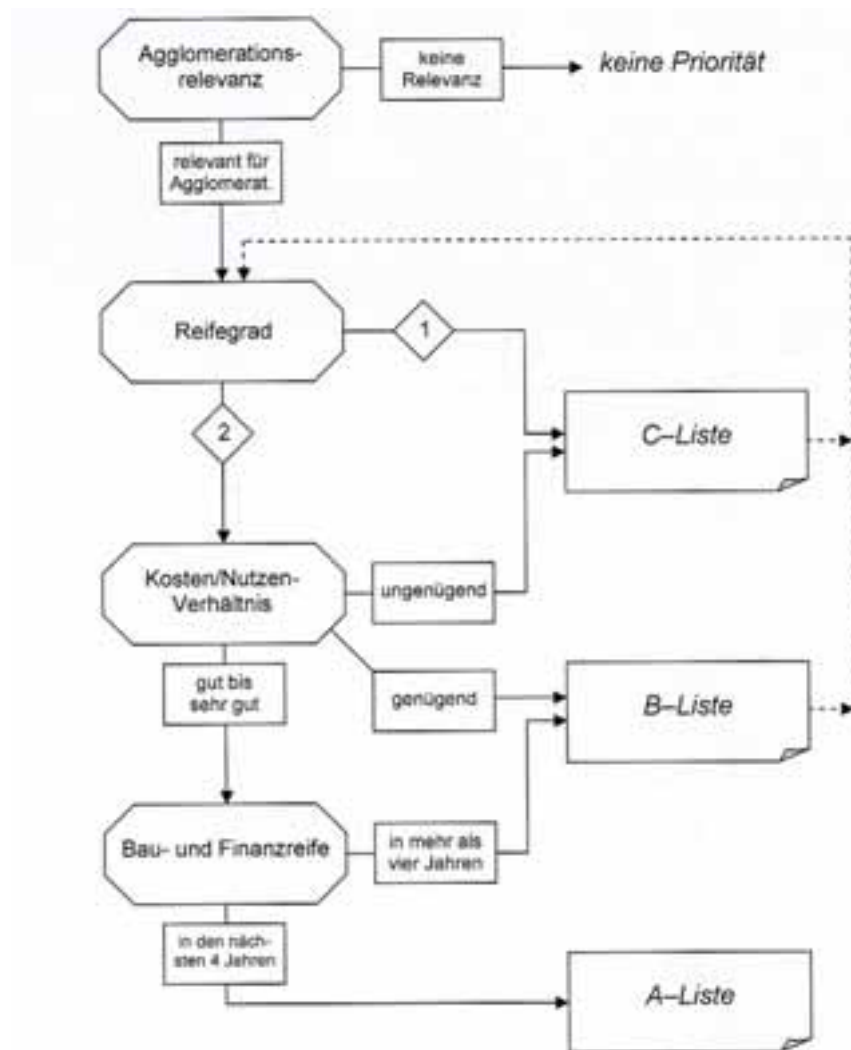 Agglomerations-
relevanz
keine
Relevanz
keine Priorität
relevant für
Agglomerat.
Reifegrad
1
2
C–Liste
Kosten/Nutzen-
Verhältnis
ungenügend
gut bis
sehr gut
genügend
B–Liste
Bau- und Finanzreife
in mehr als
vier Jahren
in den näch-
sten 4 Jahren
A–Liste